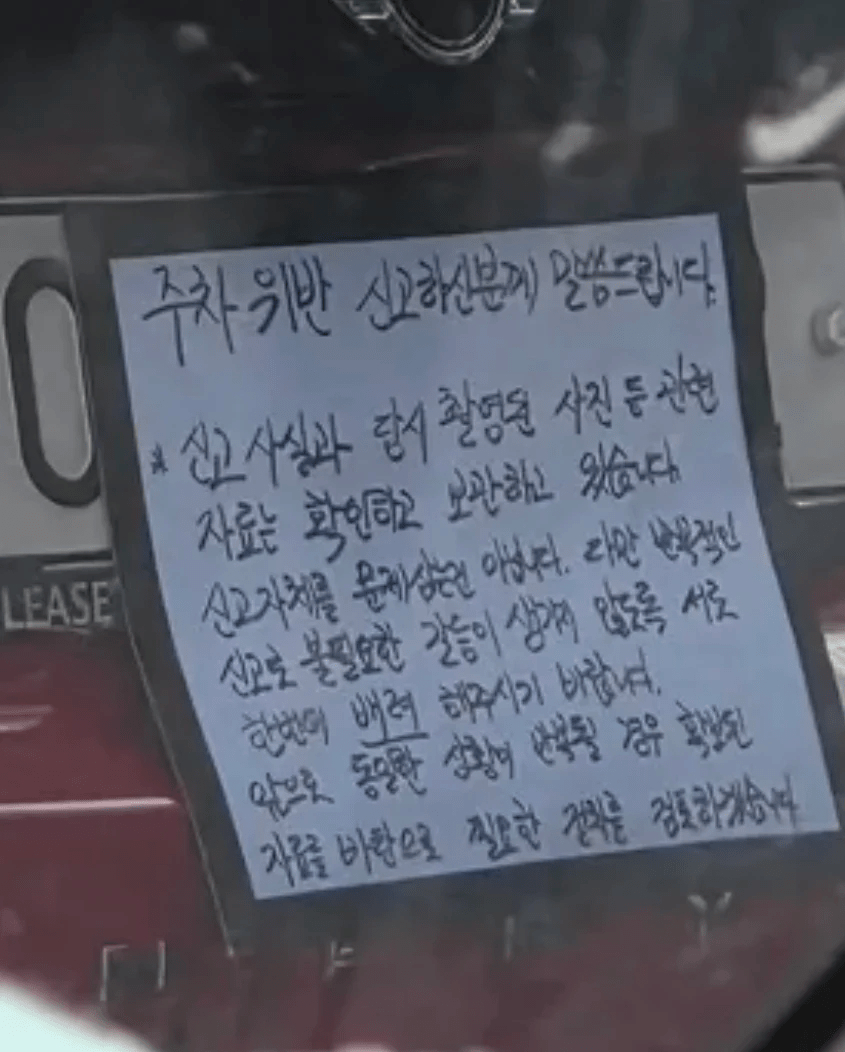 주차 위반 신고하신분께 말씀드립니다.
* 신고 사실과 당시 촬영된 사진 등 관련
자료는 확인하고 보관하고 있습니다.
신고자체를 문제삼는건 아닙니다. 다만 반복적인
신고로 불필요한 갈등이 생기지 않도록 서로
한번더 배려 해주시기 바랍니다.
앞으로 동일한 상황이 반복될 경우 확보된
자료를 바탕으로 필요한 절차를 검토하겠습니다
0
LEASE